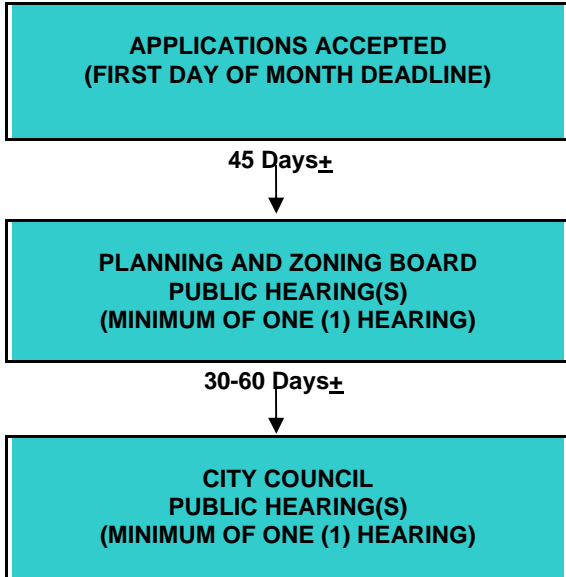 APPLICATIONS ACCEPTED
(FIRST DAY OF MONTH DEADLINE)
45 Days±
PLANNING AND ZONING BOARD
PUBLIC HEARING(S)
(MINIMUM OF ONE (1) HEARING)
30-60 Days±
CITY COUNCIL
PUBLIC HEARING(S)
(MINIMUM OF ONE (1) HEARING)